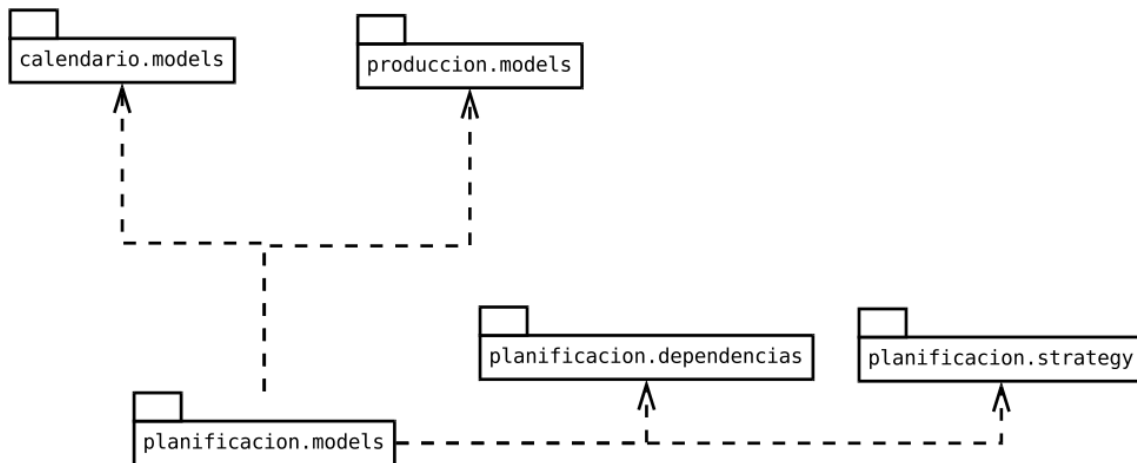 calendario.models
produccion.models
planificacion.dependencias
planificacion.strategy
planificacion.models